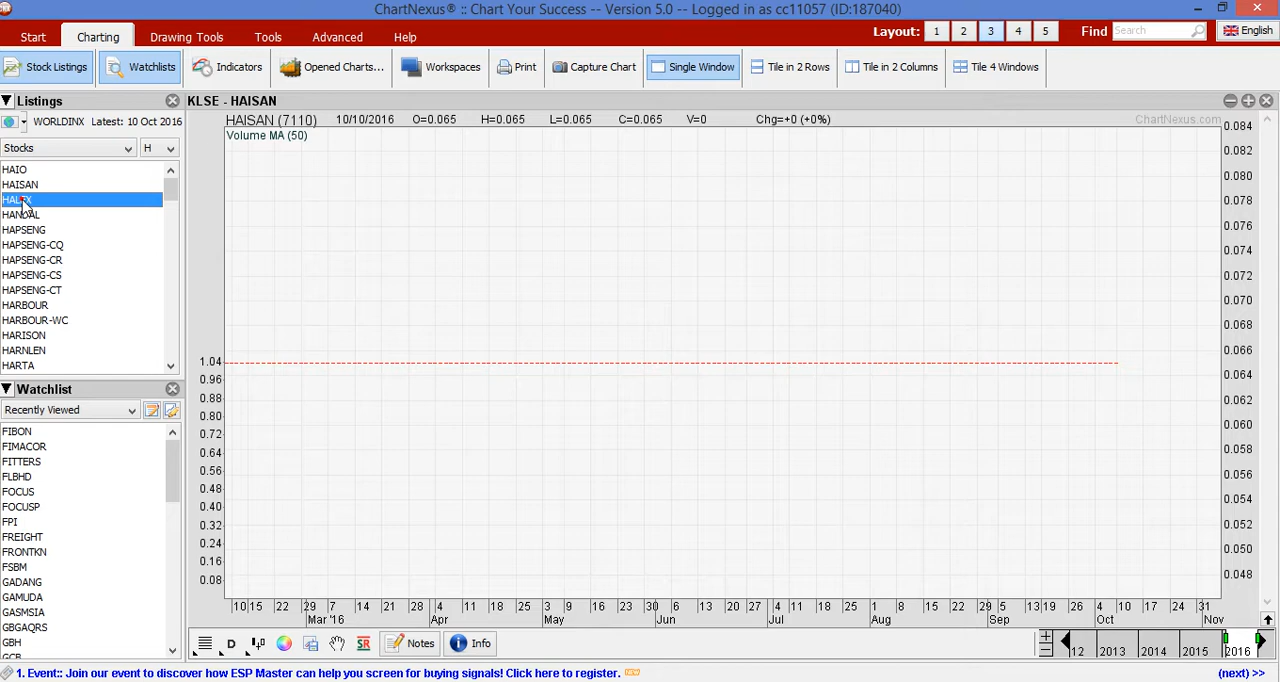 ChartNexus® :: Chart Your Success -- Version 5.0 -- Logged in as cc11057 (ID:187040)
Start Charting Drawing Tools Tools Advanced Help Layout: 1 2 3 4 5 Find Search English
Stock Listings Watchlists Indicators Opened Charts... Workspaces Print Capture Chart Single Window Tile in 2 Rows Tile in 2 Columns Tile 4 Windows
Listings
WORLDINX Latest: 10 Oct 2016
Stocks H
HAIO
HAISAN
HANDAL
HAPSENG
HAPSENG-CQ
HAPSENG-CR
HAPSENG-CS
HAPSENG-CT
HARBOUR
HARBOUR-WC
HARISON
HARNLEN
HARTA
Watchlist
Recently Viewed
FIBON
FIMACOR
FITTERS
FLBHD
FOCUS
FOCUSP
FPI
FREIGHT
FRONTKN
FSBM
GADANG
GAMUDA
GASMSIA
GBGAQRS
GBH
GCB
KLSE - HAISAN
HAISAN (7110) 10/10/2016 O=0.065 H=0.065 L=0.065 C=0.065 V=0 Chg=+0 (+0%) ChartNexus.com
Volume MA (50)
1.04
0.96
0.88
0.80
0.72
0.64
0.56
0.48
0.40
0.32
0.24
0.16
0.08
0.084
0.082
0.080
0.078
0.076
0.074
0.072
0.070
0.068
0.066
0.064
0.062
0.060
0.058
0.056
0.054
0.052
0.050
0.048
10 15 22 29 7 14 21 28 4 11 18 25 3 9 16 23 30 6 13 20 27 4 11 18 25 1 8 15 22 29 5 13 19 26 4 10 17 24 31
Mar '16 Apr May Jun Jul Aug Sep Oct Nov
D SR Notes Info 12 2013 2014 2015 2016
1. Event:: Join our event to discover how ESP Master can help you screen for buying signals! Click here to register. NEW (next) >>